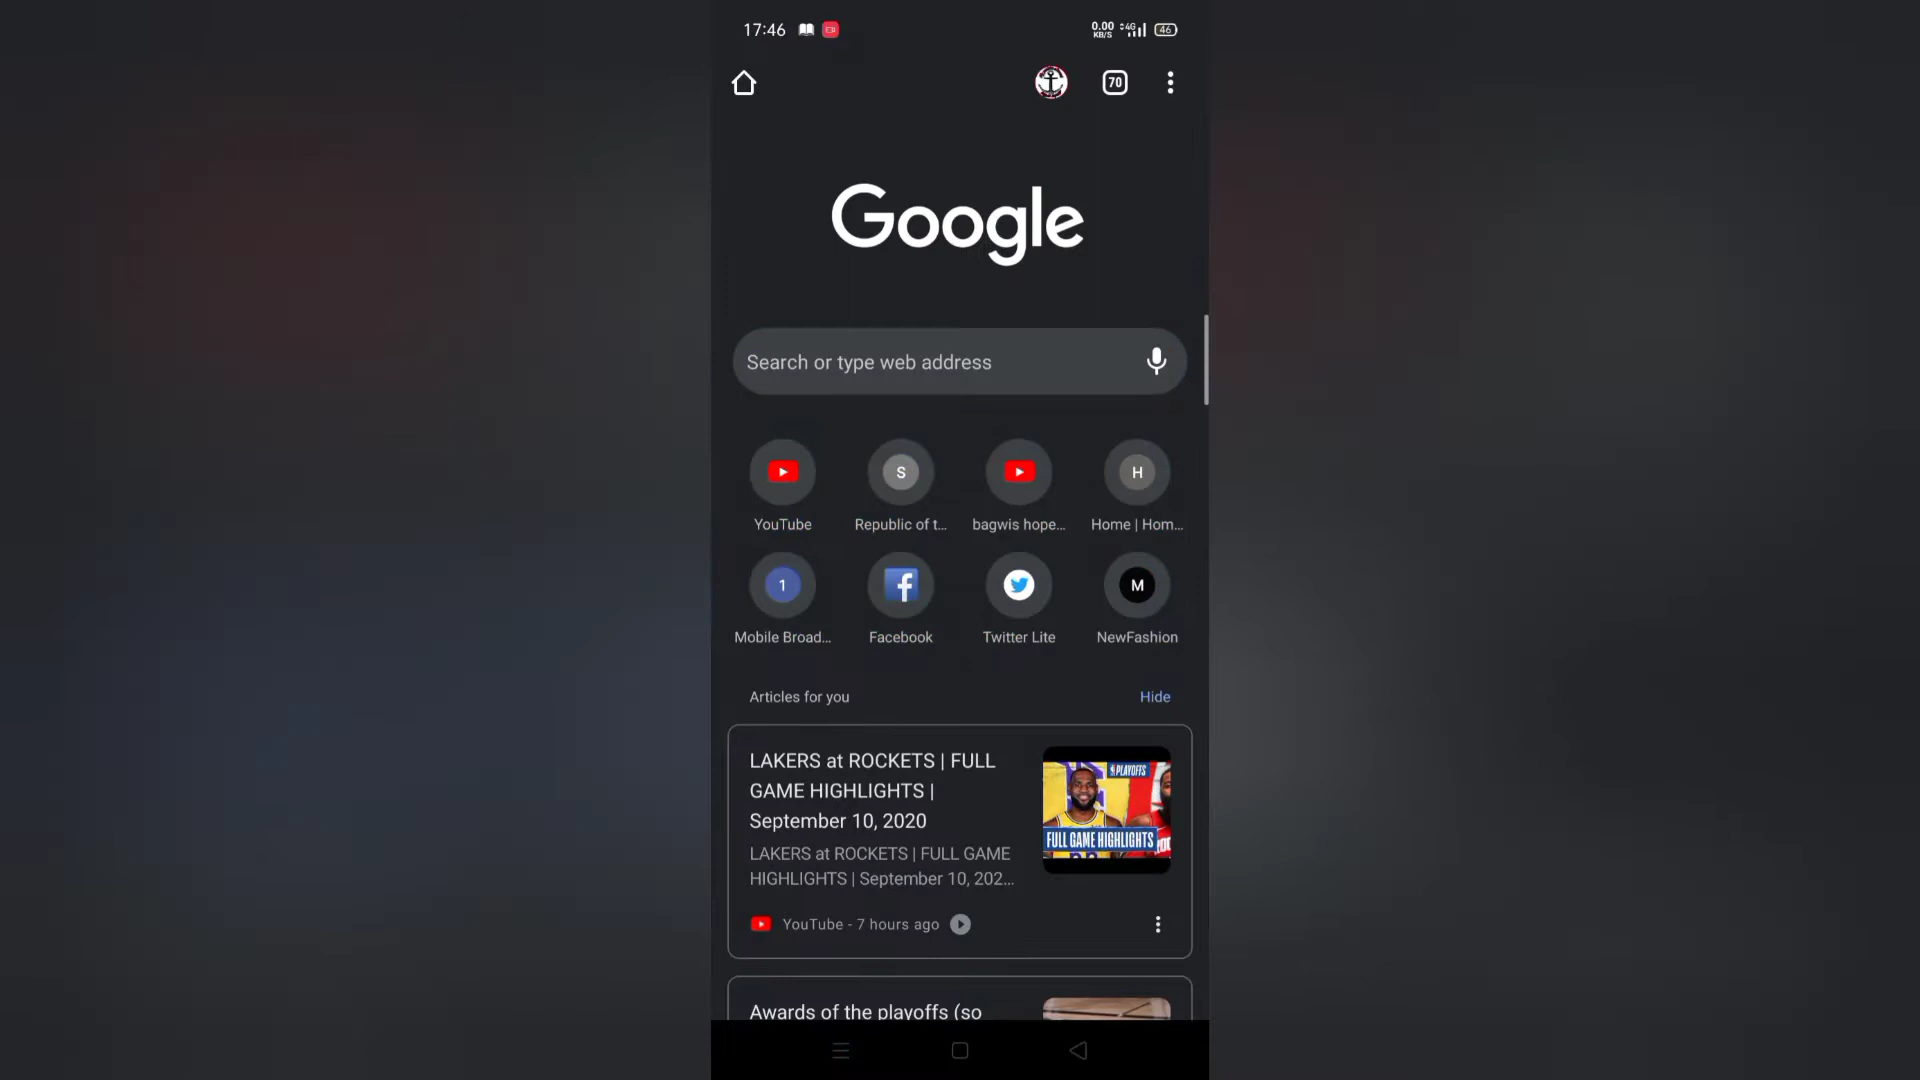 17:46
0.00
KB/S
4G
46
70
Google
Search or type web address
S
H
YouTube
Republic of t...
bagwis hope...
Home | Hom...
1
f
M
Mobile Broad...
Facebook
Twitter Lite
NewFashion
Articles for you
Hide
LAKERS at ROCKETS | FULL
GAME HIGHLIGHTS |
September 10, 2020
LAKERS at ROCKETS | FULL GAME
HIGHLIGHTS | September 10, 202...
PLAYOFFS
FULL GAME HIGHLIGHTS
YouTube - 7 hours ago
Awards of the playoffs (so